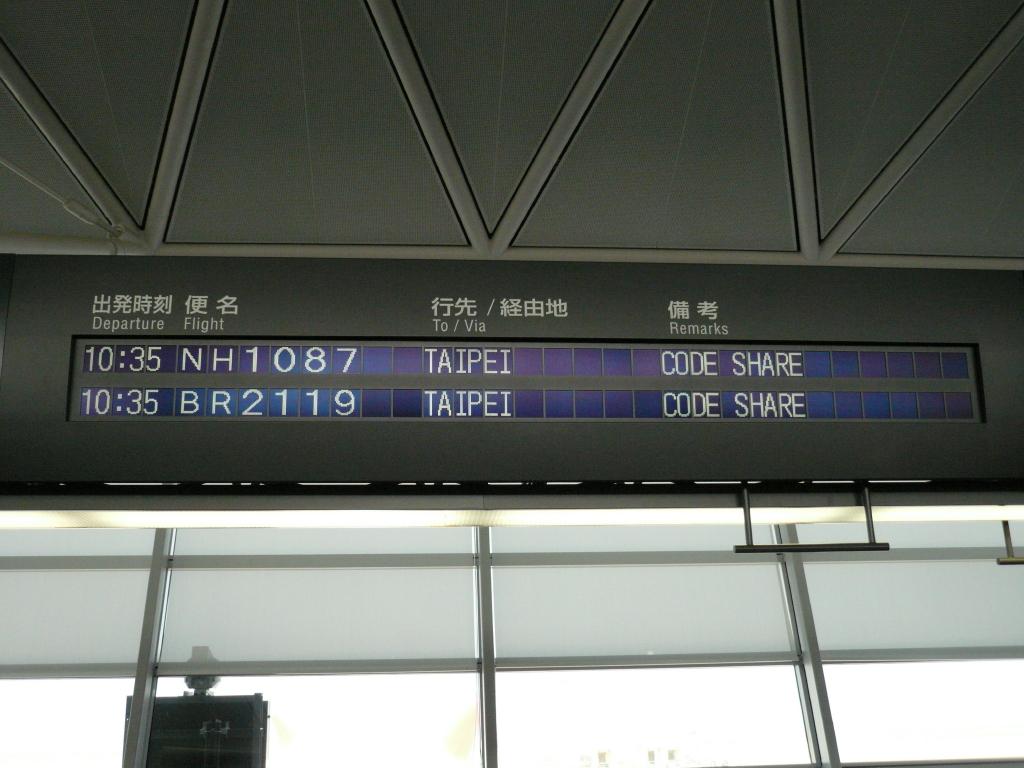 出発時刻 便名 行先 / 経由地 備考
Departure Flight To / Via Remarks
10:35 NH1087 TAIPEI CODE SHARE
10:35 BR2119 TAIPEI CODE SHARE